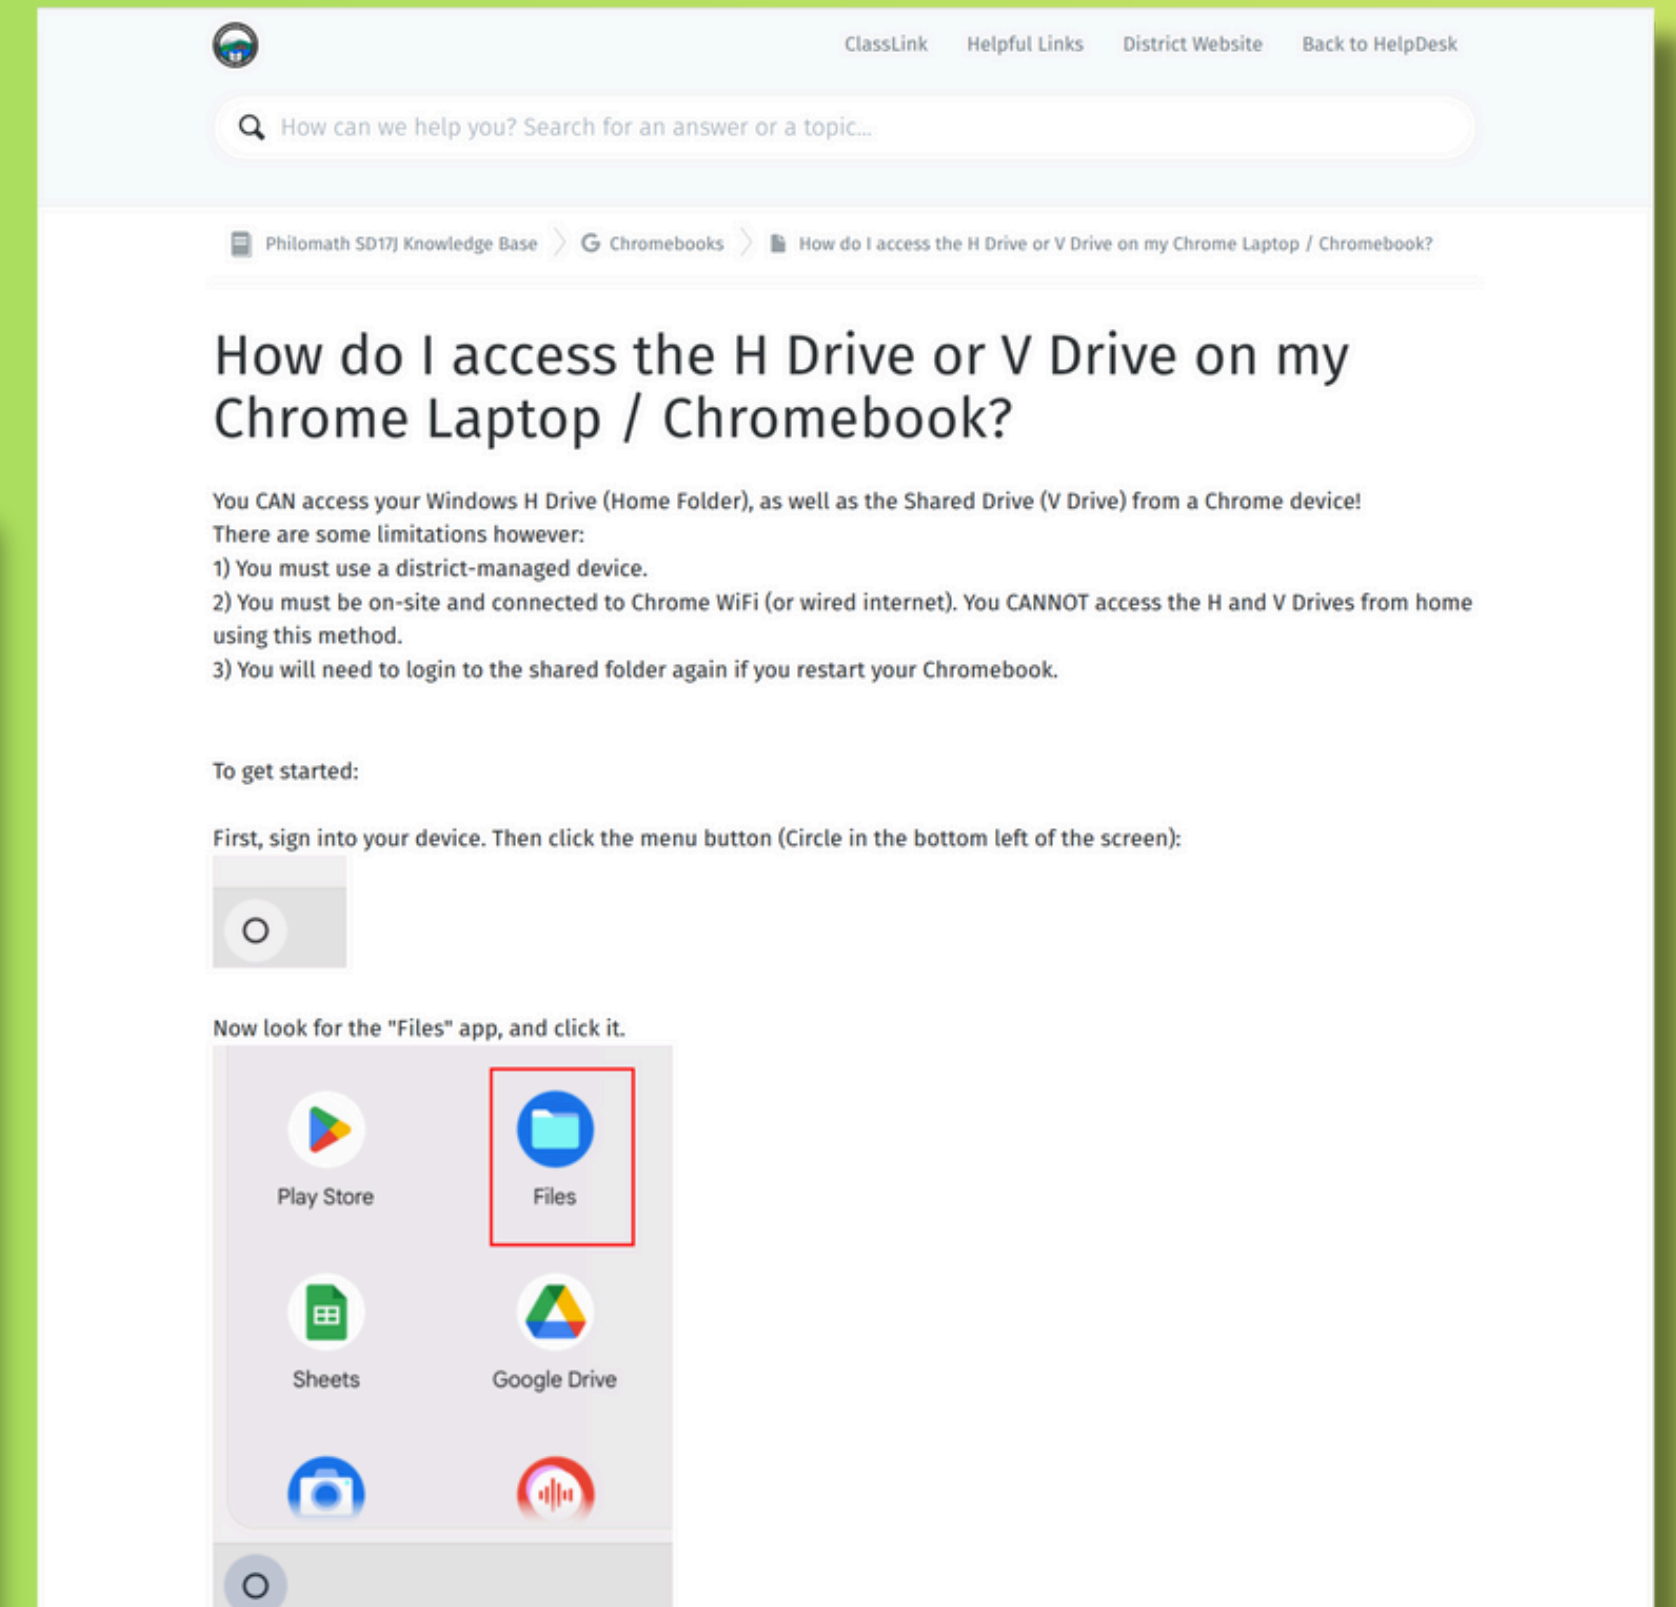 ClassLink Helpful Links District Website Back to HelpDesk
How can we help you? Search for an answer or a topic...
Philomath SD17J Knowledge Base Chromebooks How do I access the H Drive or V Drive on my Chrome Laptop / Chromebook?
How do I access the H Drive or V Drive on my
Chrome Laptop / Chromebook?
You CAN access your Windows H Drive (Home Folder), as well as the Shared Drive (V Drive) from a Chrome device!
There are some limitations however:
1) You must use a district-managed device.
2) You must be on-site and connected to Chrome WiFi (or wired internet). You CANNOT access the H and V Drives from home
using this method.
3) You will need to login to the shared folder again if you restart your Chromebook.
To get started:
First, sign into your device. Then click the menu button (Circle in the bottom left of the screen):
Now look for the "Files" app, and click it.
Play Store Files
Sheets Google Drive